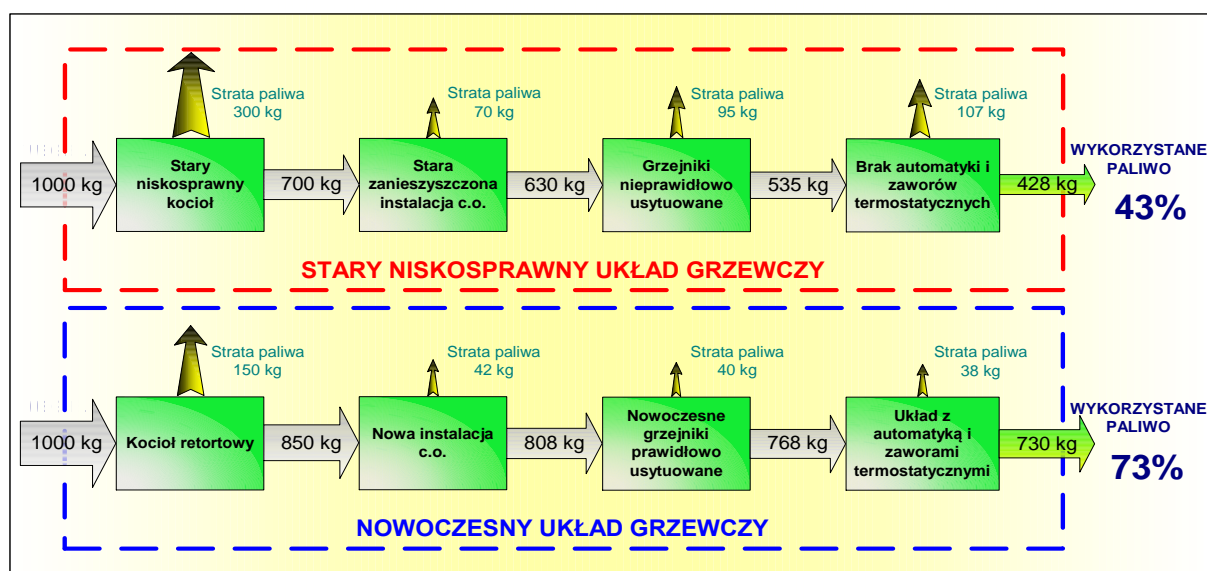 Strata paliwa
300 kg
Strata paliwa
70 kg
Strata paliwa
95 kg
Strata paliwa
107 kg
1000 kg
Stary
niskosprawny
kocioł
700 kg
Stara
zanieszyszczona
instalacja c.o.
630 kg
Grzejniki
nieprawidłowo
usytuowane
535 kg
Brak automatyki i
zaworów
termostatycznych
428 kg
WYKORZYSTANE
PALIWO
43%
STARY NISKOSPRAWNY UKŁAD GRZEWCZY
Strata paliwa
150 kg
Strata paliwa
42 kg
Strata paliwa
40 kg
Strata paliwa
38 kg
1000 kg
Kocioł retortowy
850 kg
Nowa instalacja
c.o.
808 kg
Nowoczesne
grzejniki
prawidłowo
usytuowane
768 kg
Układ z
automatyką i
zaworami
termostatycznymi
730 kg
WYKORZYSTANE
PALIWO
73%
NOWOCZESNY UKŁAD GRZEWCZY